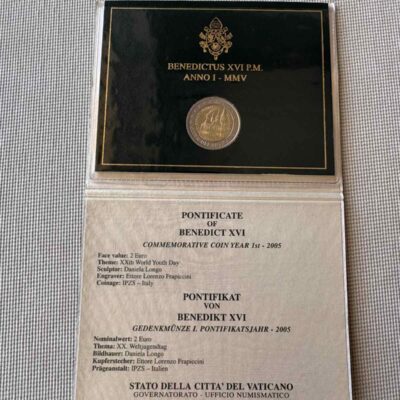 BENEDICTUS XVI P.M.
ANNO I - MMV
PONTIFICATE
OF
BENEDICT XVI
COMMEMORATIVE COIN YEAR 1st - 2005
Face value: 2 Euro
Theme: XXth World Youth Day
Sculptor: Daniela Longo
Engraver: Ettore Lorenzo Frapiccini
Coinage: IPZS – Italy
PONTIFIKAT
VON
BENEDIKT XVI
GEDENKMÜNZE I. PONTIFIKATSJAHR - 2005
Nominalwert: 2 Euro
Thema: XX. Weltjugendtag
Bildhauer: Daniela Longo
Kupferstecher: Ettore Lorenzo Frapiccini
Prägeanstalt: IPZS – Italien
STATO DELLA CITTA' DEL VATICANO
GOVERNATORATO - UFFICIO NUMISMATICO